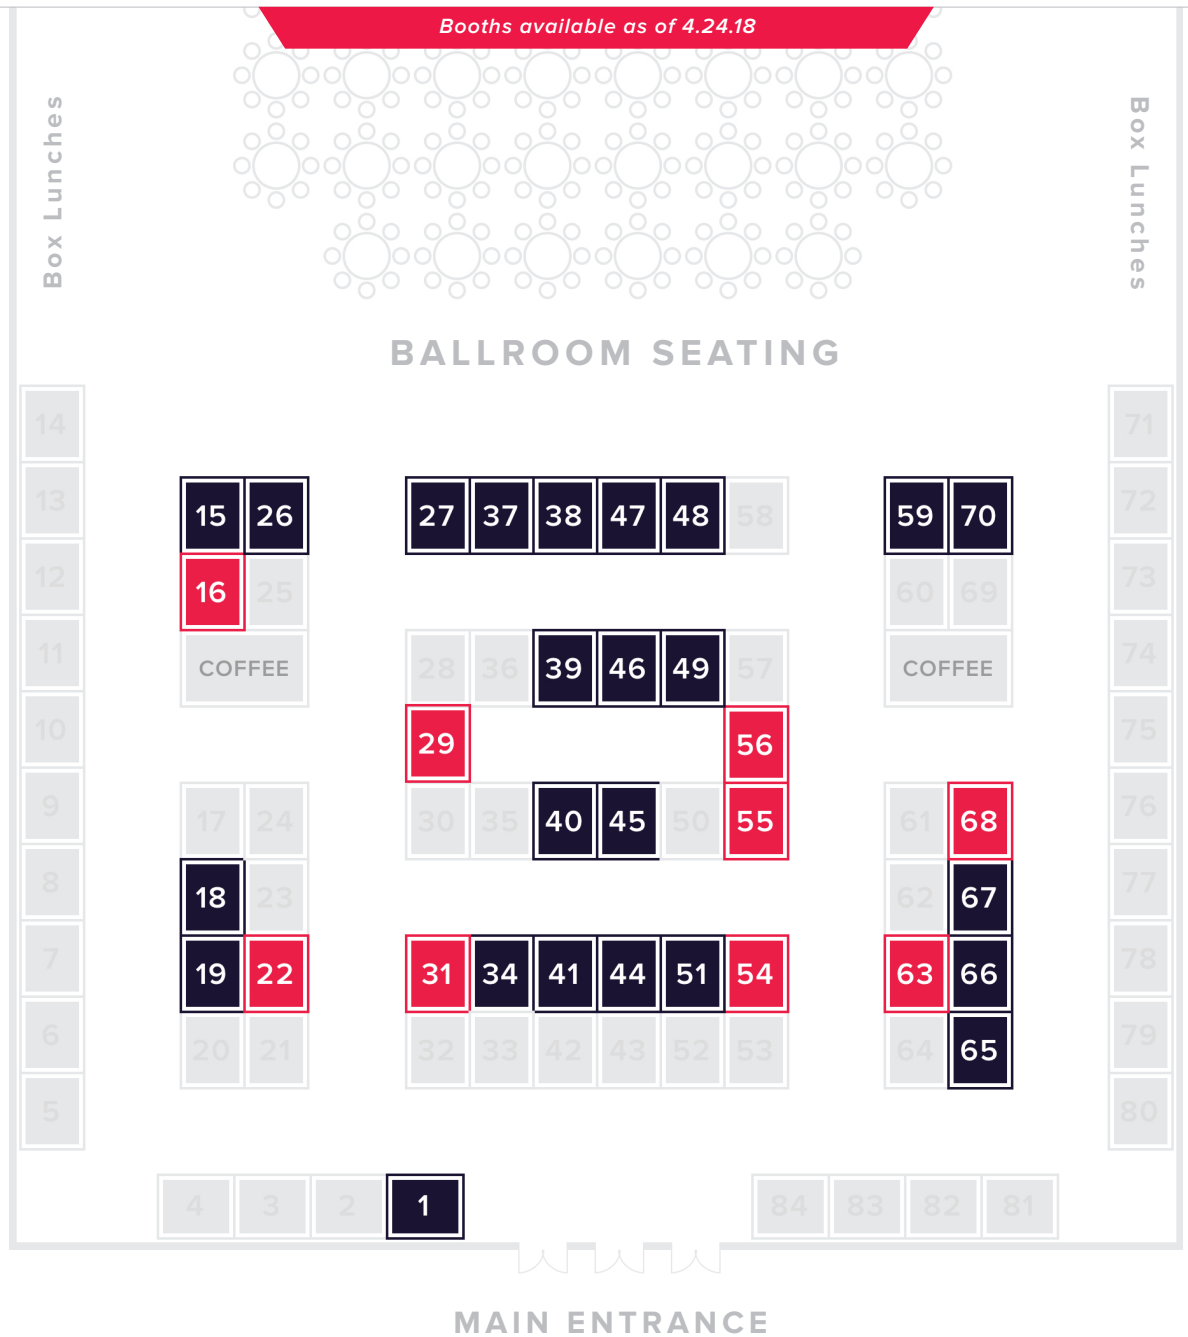 Booths available as of 4.24.18
Box Lunches
Box Lunches
BALLROOM SEATING
14 71
13 15 26 27 37 38 47 48 58 59 70 72
12 16 25 60 69 73
11 COFFEE 28 36 39 46 49 57 COFFEE 74
10 29 56 75
9 17 24 30 35 40 45 50 55 61 68 76
8 18 23 62 67 77
7 19 22 31 34 41 44 51 54 63 66 78
6 20 21 32 33 42 43 52 53 64 65 79
5 80
4 3 2 1 84 83 82 81
MAIN ENTRANCE